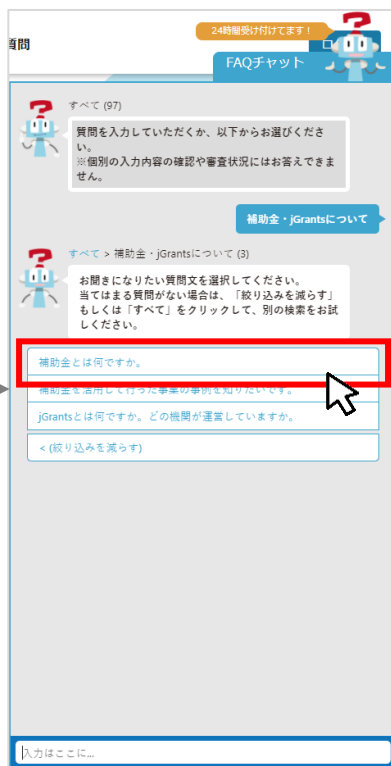 質問
24時間受け付けてます!
FAQチャット
すべて (97)
質問を入力していただくか、以下からお選びくださ
い。
※個別の入力内容の確認や審査状況にはお答えできま
せん。
補助金・jGrantsについて
すべて > 補助金・jGrantsについて (3)
お聞きになりたい質問文を選択してください。
当てはまる質問がない場合は、「絞り込みを減らす」
もしくは「すべて」をクリックして、別の検索をお試
しください。
補助金とは何ですか。
補助金を活用して行った事業の事例を知りたいです。
jGrantsとは何ですか。どの機関が運営していますか。
< (絞り込みを減らす)
入力はここに...